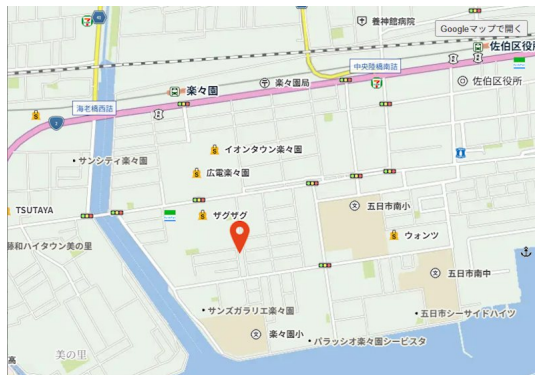 養神館病院
Googleマップで開く
佐伯区役所
楽々園
楽々園局
中央陸橋南詰
佐伯区役所
海老橋西詰
2
イオンタウン楽々園
サンシティ楽々園
広電楽々園
TSUTAYA
ザグザグ
五日市南小
藤和ハイタウン美の里
ウォンツ
五日市南中
サンズガラリエ楽々園
五日市シーサイドハイツ
楽々園小
パラッシオ楽々園シービスタ
美の里
高